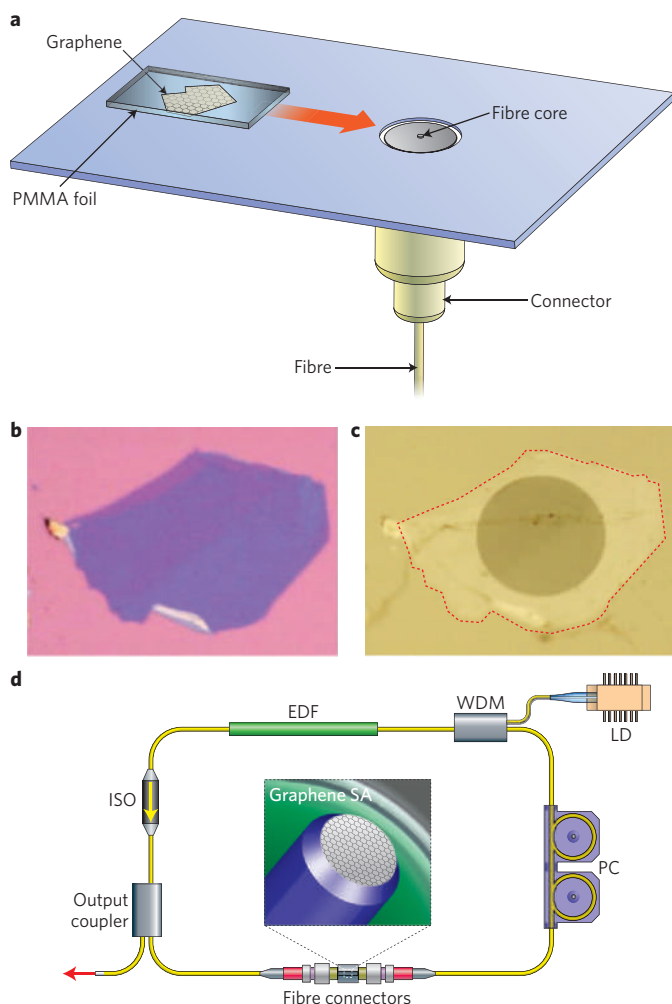 a
Graphene
Fibre core
PMMA foil
Connector
Fibre
b
c
d
EDF
WDM
LD
ISO
Graphene SA
PC
Output
coupler
Fibre connectors